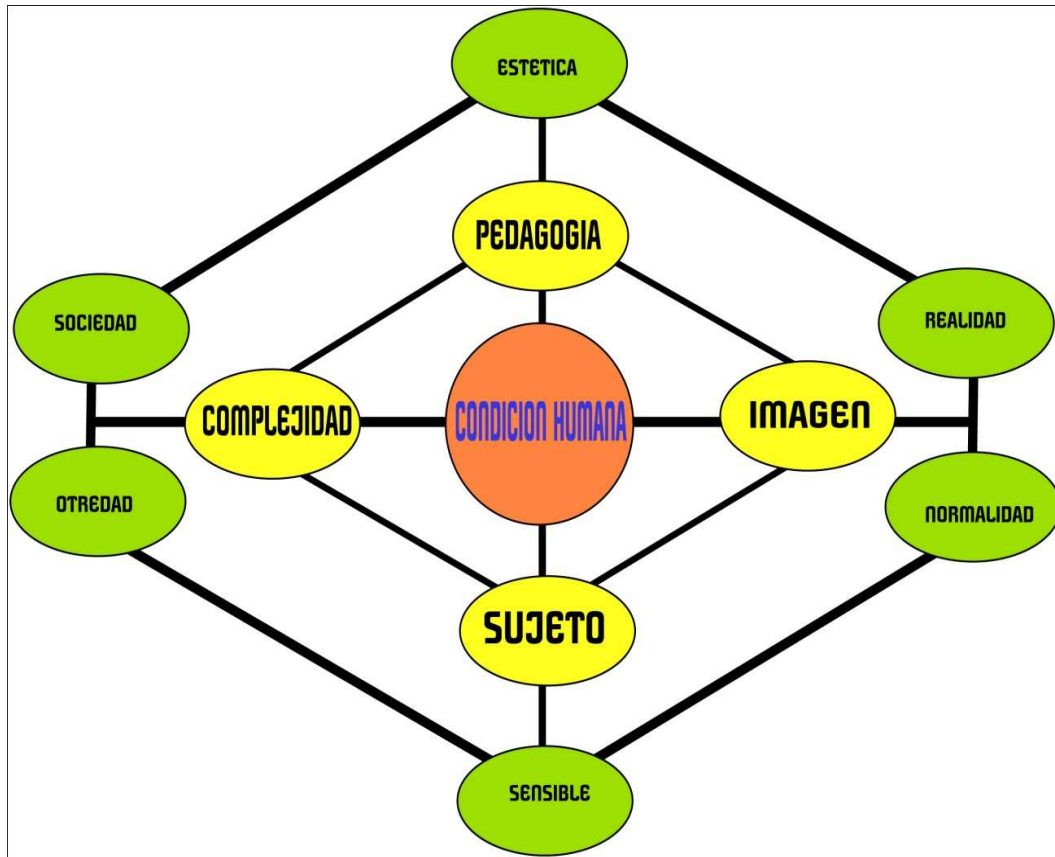 ESTETICA
PEDAGOGIA
SOCIEDAD
REALIDAD
COMPLEJIDAD
CONDICION HUMANA
IMAGEN
OTREDAD
NORMALIDAD
SUJETO
SENSIBLE